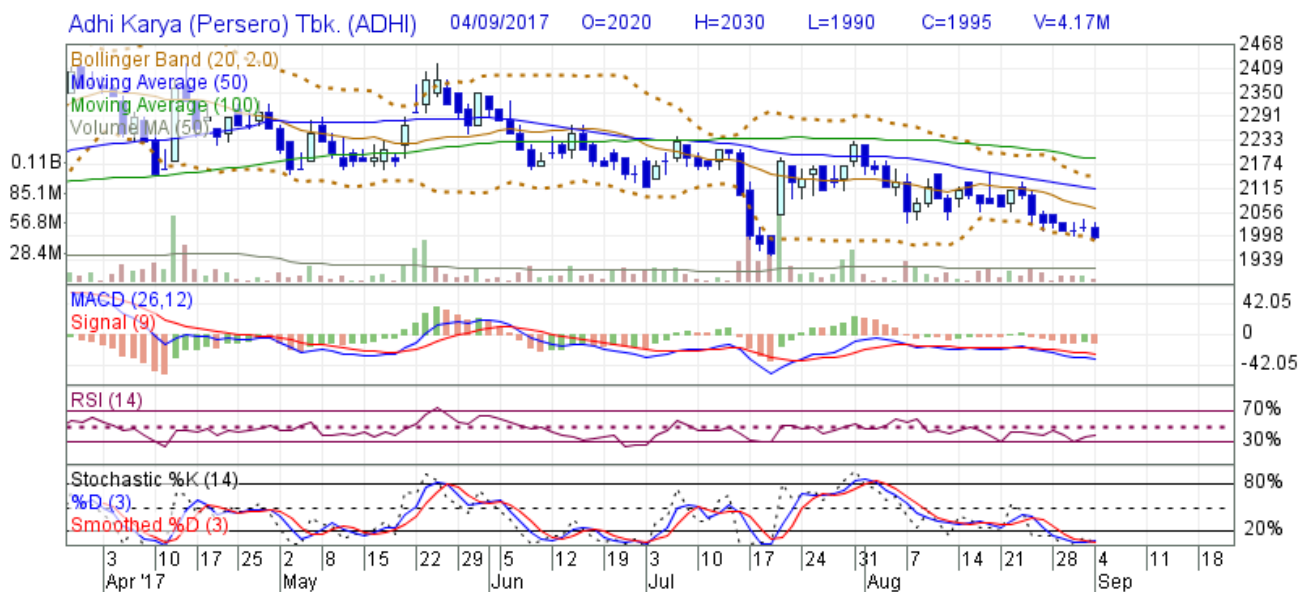 Adhi Karya (Persero) Tbk. (ADHI) 04/09/2017 O=2020 H=2030 L=1990 C=1995 V=4.17M
Bollinger Band (20, 2.0)
Moving Average (50)
Moving Average (100)
Volume MA (50)
0.11B
85.1M
56.8M
28.4M
2468
2409
2350
2291
2233
2174
2115
2056
1998
1939
MACD (26,12)
Signal (9)
42.05
0
-42.05
RSI (14)
70%
30%
Stochastic %K (14)
%D (3)
Smoothed %D (3)
80%
20%
3 10 17 25 2 8 15 22 29 5 12 19 3 10 17 24 31 7 14 21 28 4 11 18
Apr '17 May Jun Jul Aug Sep